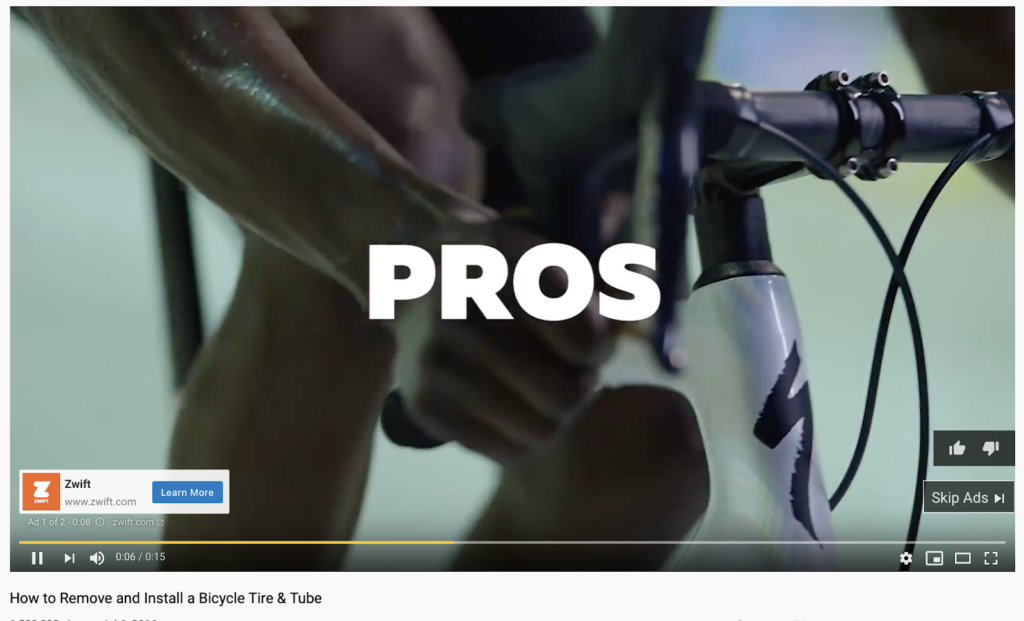 PROS
Zwift
www.zwift.com
Learn More
ZWIFT
Ad 1 of 2 · 0:08 zwift.com
Skip Ads
0:06 / 0:15
How to Remove and Install a Bicycle Tire & Tube